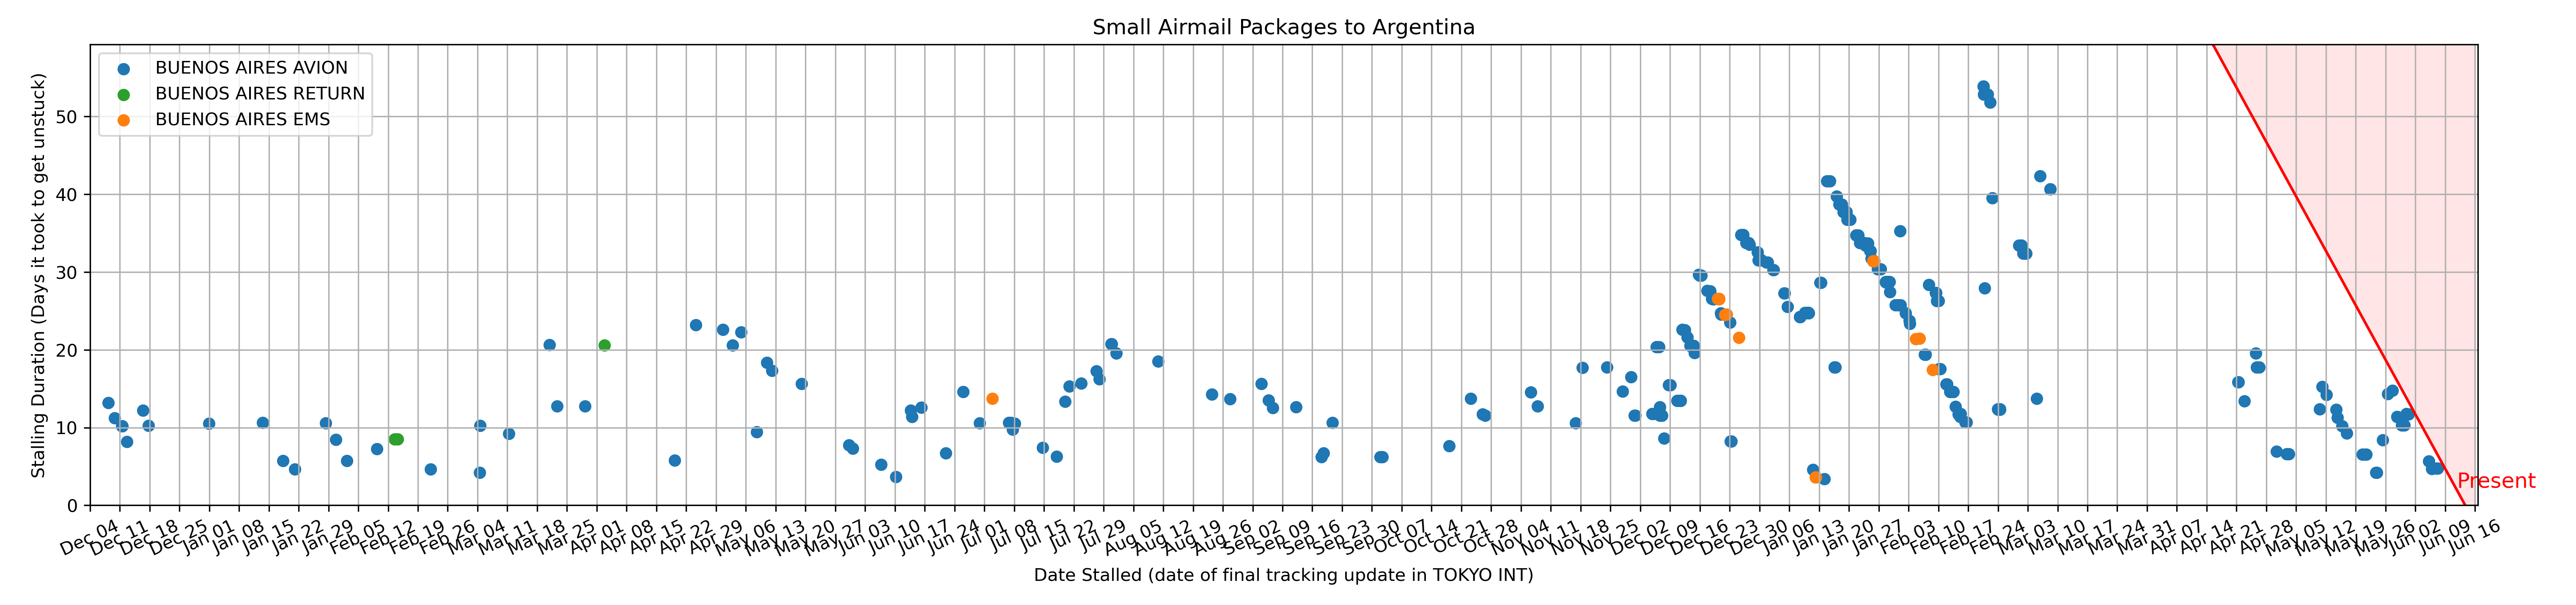 Small Airmail Packages to Argentina
BUENOS AIRES AVION
BUENOS AIRES RETURN
BUENOS AIRES EMS
Stalling Duration (Days it took to get unstuck)
50
40
30
20
10
0
Present
Dec 04
Dec 11
Dec 18
Dec 25
Jan 01
Jan 08
Jan 15
Jan 22
Jan 29
Feb 05
Feb 12
Feb 19
Feb 26
Mar 04
Mar 11
Mar 18
Mar 25
Apr 01
Apr 08
Apr 15
Apr 22
Apr 29
May 06
May 13
May 20
May 27
Jun 03
Jun 10
Jun 17
Jun 24
Jul 01
Jul 08
Jul 15
Jul 22
Jul 29
Aug 05
Aug 12
Aug 19
Aug 26
Sep 02
Sep 09
Sep 16
Sep 23
Sep 30
Oct 07
Oct 14
Oct 21
Oct 28
Nov 04
Nov 11
Nov 18
Nov 25
Dec 02
Dec 09
Dec 16
Dec 23
Dec 30
Jan 06
Jan 13
Jan 20
Jan 27
Feb 03
Feb 10
Feb 17
Feb 24
Mar 03
Mar 10
Mar 17
Mar 24
Mar 31
Apr 07
Apr 14
Apr 21
Apr 28
May 05
May 12
May 19
May 26
Jun 02
Jun 09
Jun 16
Date Stalled (date of final tracking update in TOKYO INT)